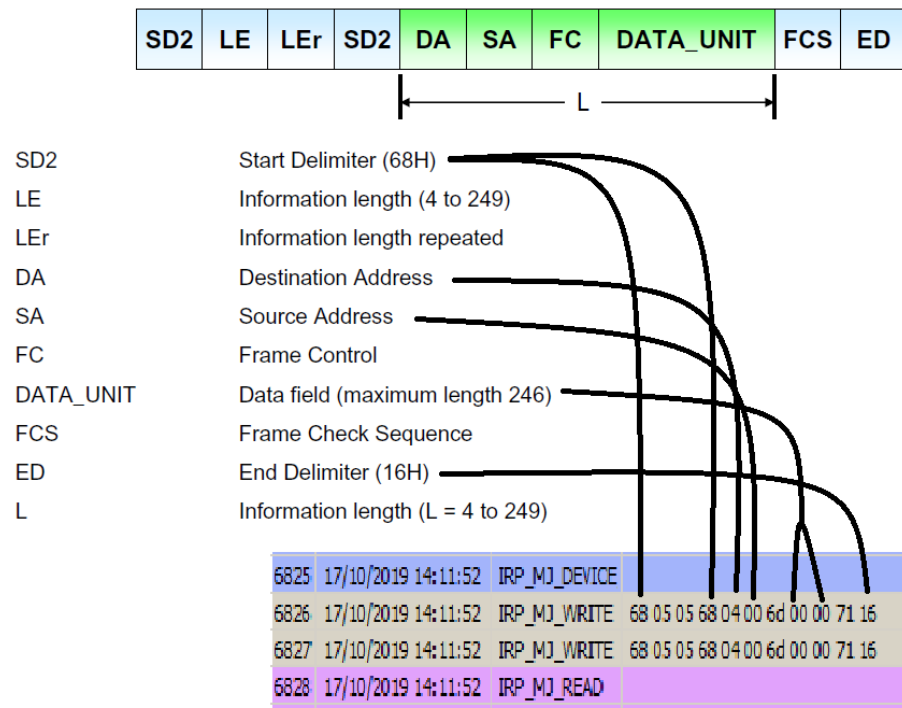 SD2 LE LEr SD2 DA SA FC DATA_UNIT FCS ED
L
SD2 Start Delimiter (68H)
LE Information length (4 to 249)
LEr Information length repeated
DA Destination Address
SA Source Address
FC Frame Control
DATA_UNIT Data field (maximum length 246)
FCS Frame Check Sequence
ED End Delimiter (16H)
L Information length (L = 4 to 249)
6825 17/10/2019 14:11:52 IRP_MJ_DEVICE
6826 17/10/2019 14:11:52 IRP_MJ_WRITE 68 05 05 68 04 00 6d 00 00 71 16
6827 17/10/2019 14:11:52 IRP_MJ_WRITE 68 05 05 68 04 00 6d 00 00 71 16
6828 17/10/2019 14:11:52 IRP_MJ_READ